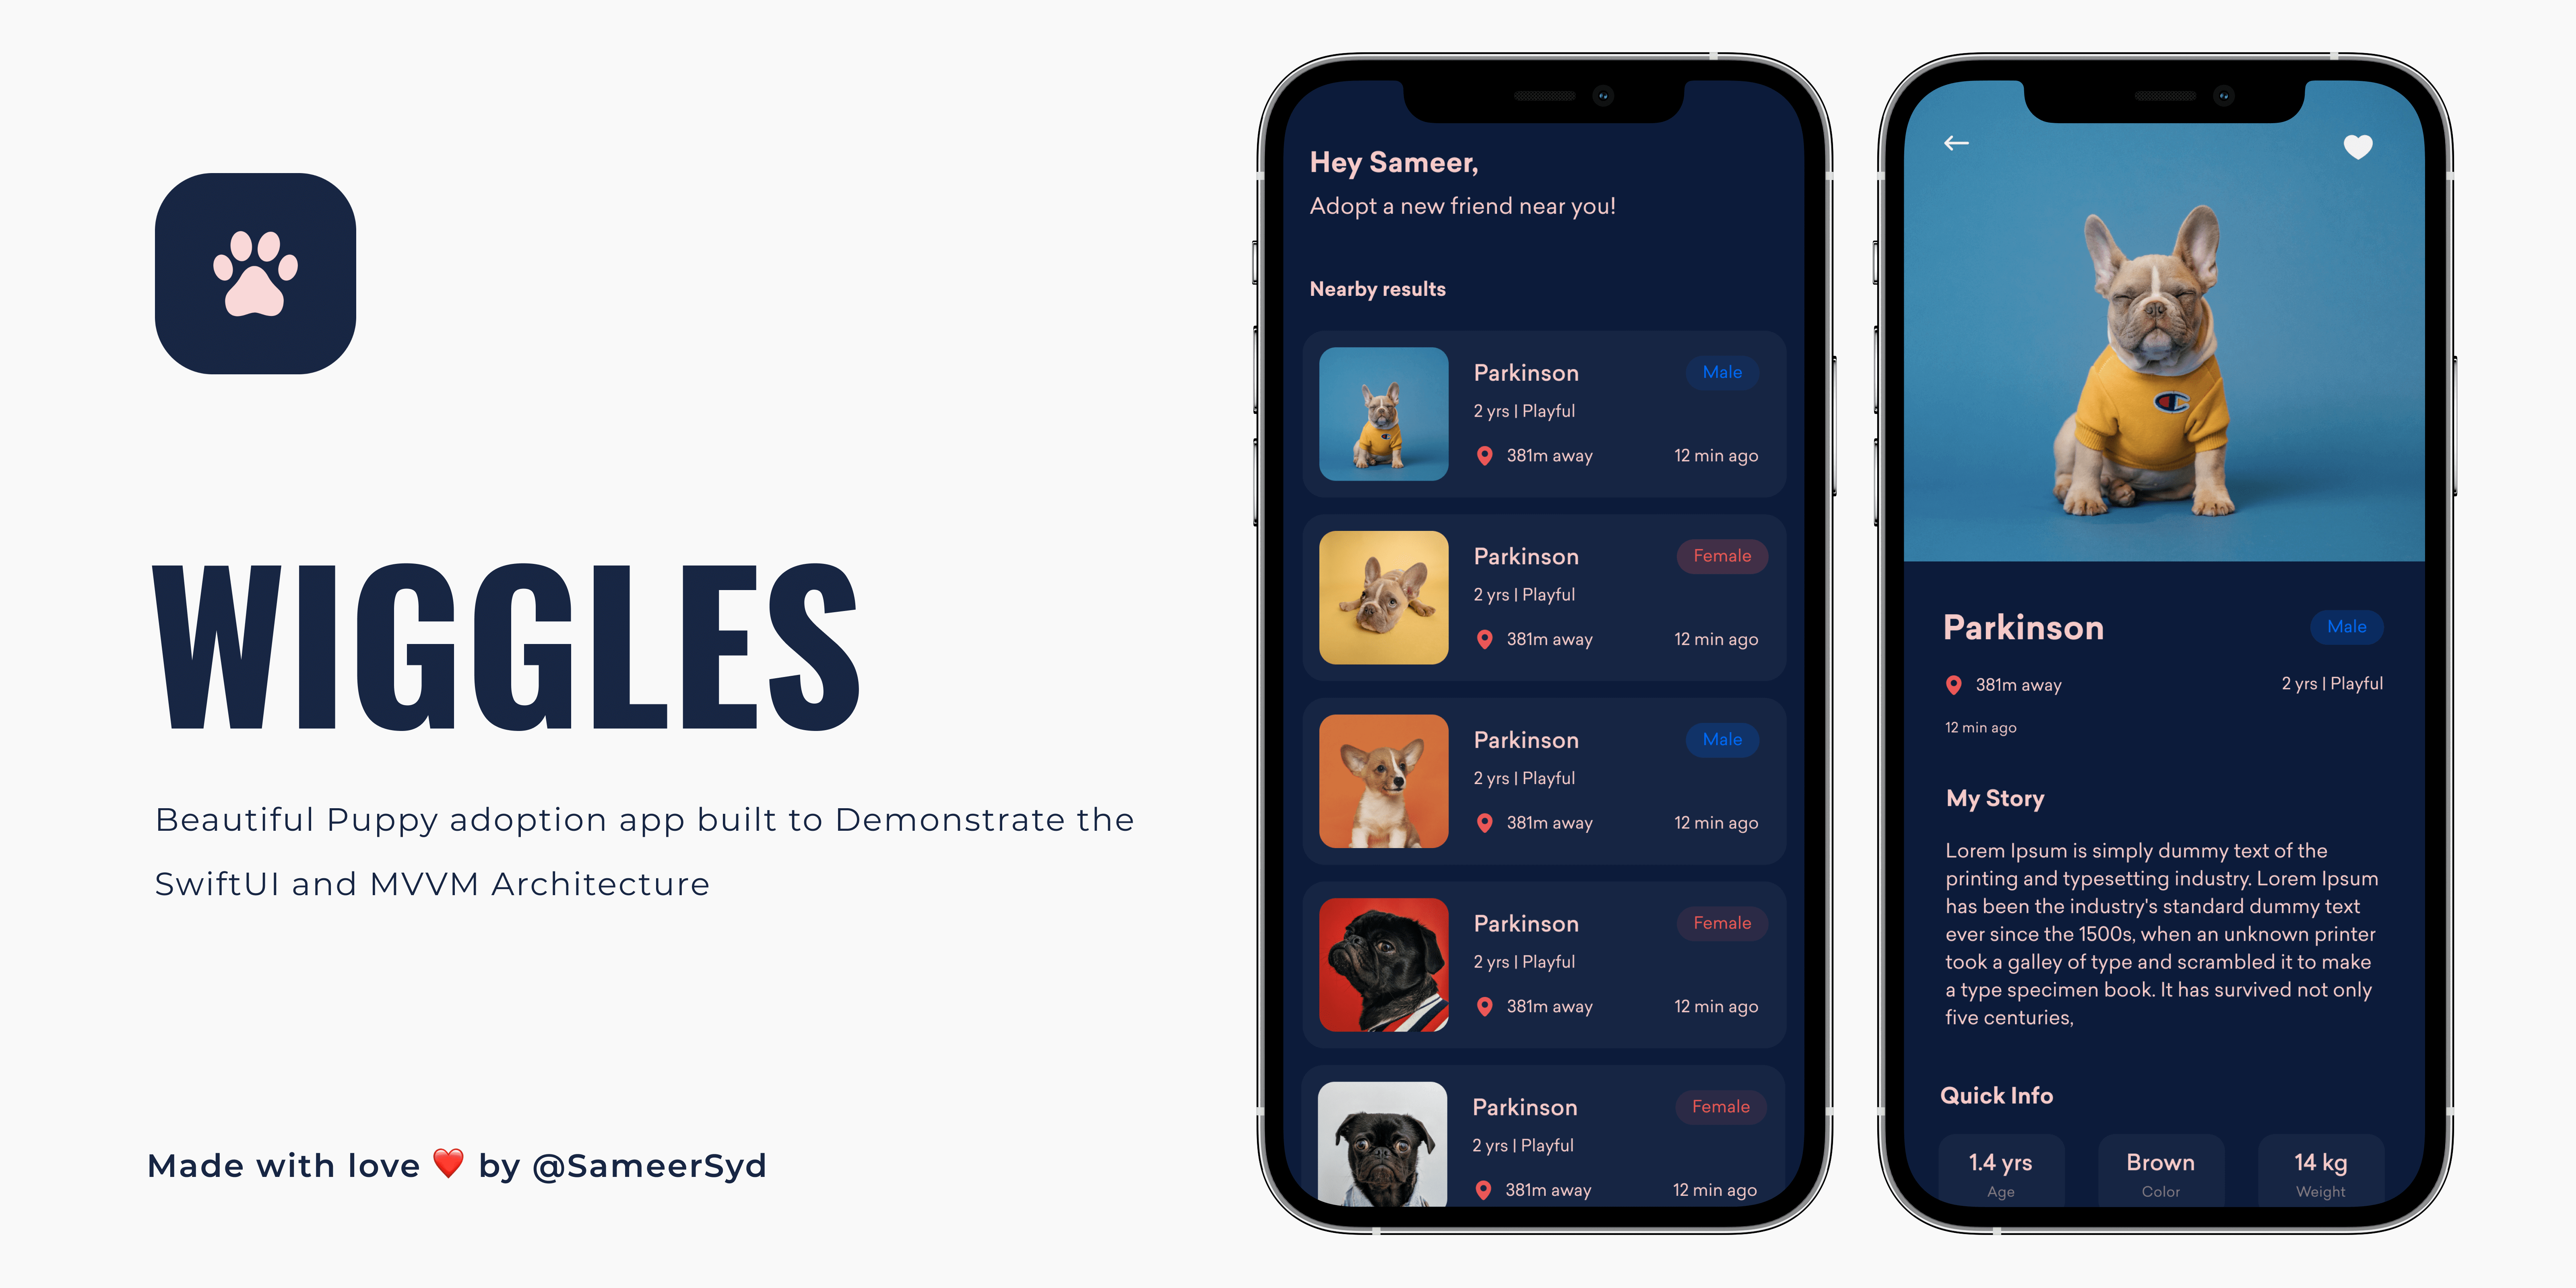 WIGGLES
Beautiful Puppy adoption app built to Demonstrate the
SwiftUI and MVVM Architecture
Made with love ❤️ by @SameerSyd
Hey Sameer,
Adopt a new friend near you!
Nearby results
Parkinson Male
2 yrs | Playful
381m away 12 min ago
Parkinson Female
2 yrs | Playful
381m away 12 min ago
Parkinson Male
2 yrs | Playful
381m away 12 min ago
Parkinson Female
2 yrs | Playful
381m away 12 min ago
Parkinson Female
2 yrs | Playful
381m away 12 min ago
Parkinson Male
381m away 2 yrs | Playful
12 min ago
My Story
Lorem Ipsum is simply dummy text of the
printing and typesetting industry. Lorem Ipsum
has been the industry's standard dummy text
ever since the 1500s, when an unknown printer
took a galley of type and scrambled it to make
a type specimen book. It has survived not only
five centuries,
Quick Info
1.4 yrs Brown 14 kg
Age Color Weight